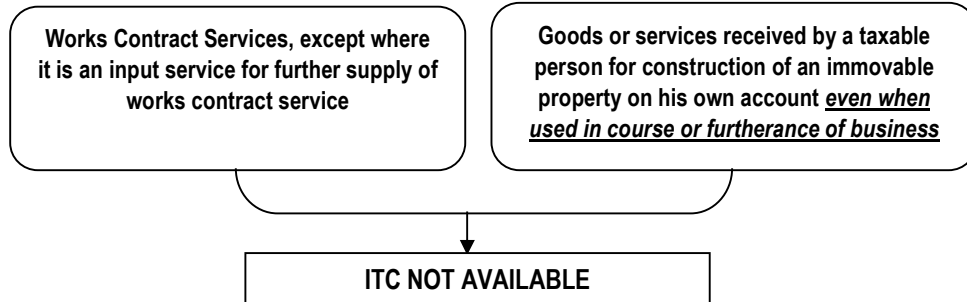 Works Contract Services, except where
it is an input service for further supply of
works contract service
Goods or services received by a taxable
person for construction of an immovable
property on his own account even when
used in course or furtherance of business
ITC NOT AVAILABLE